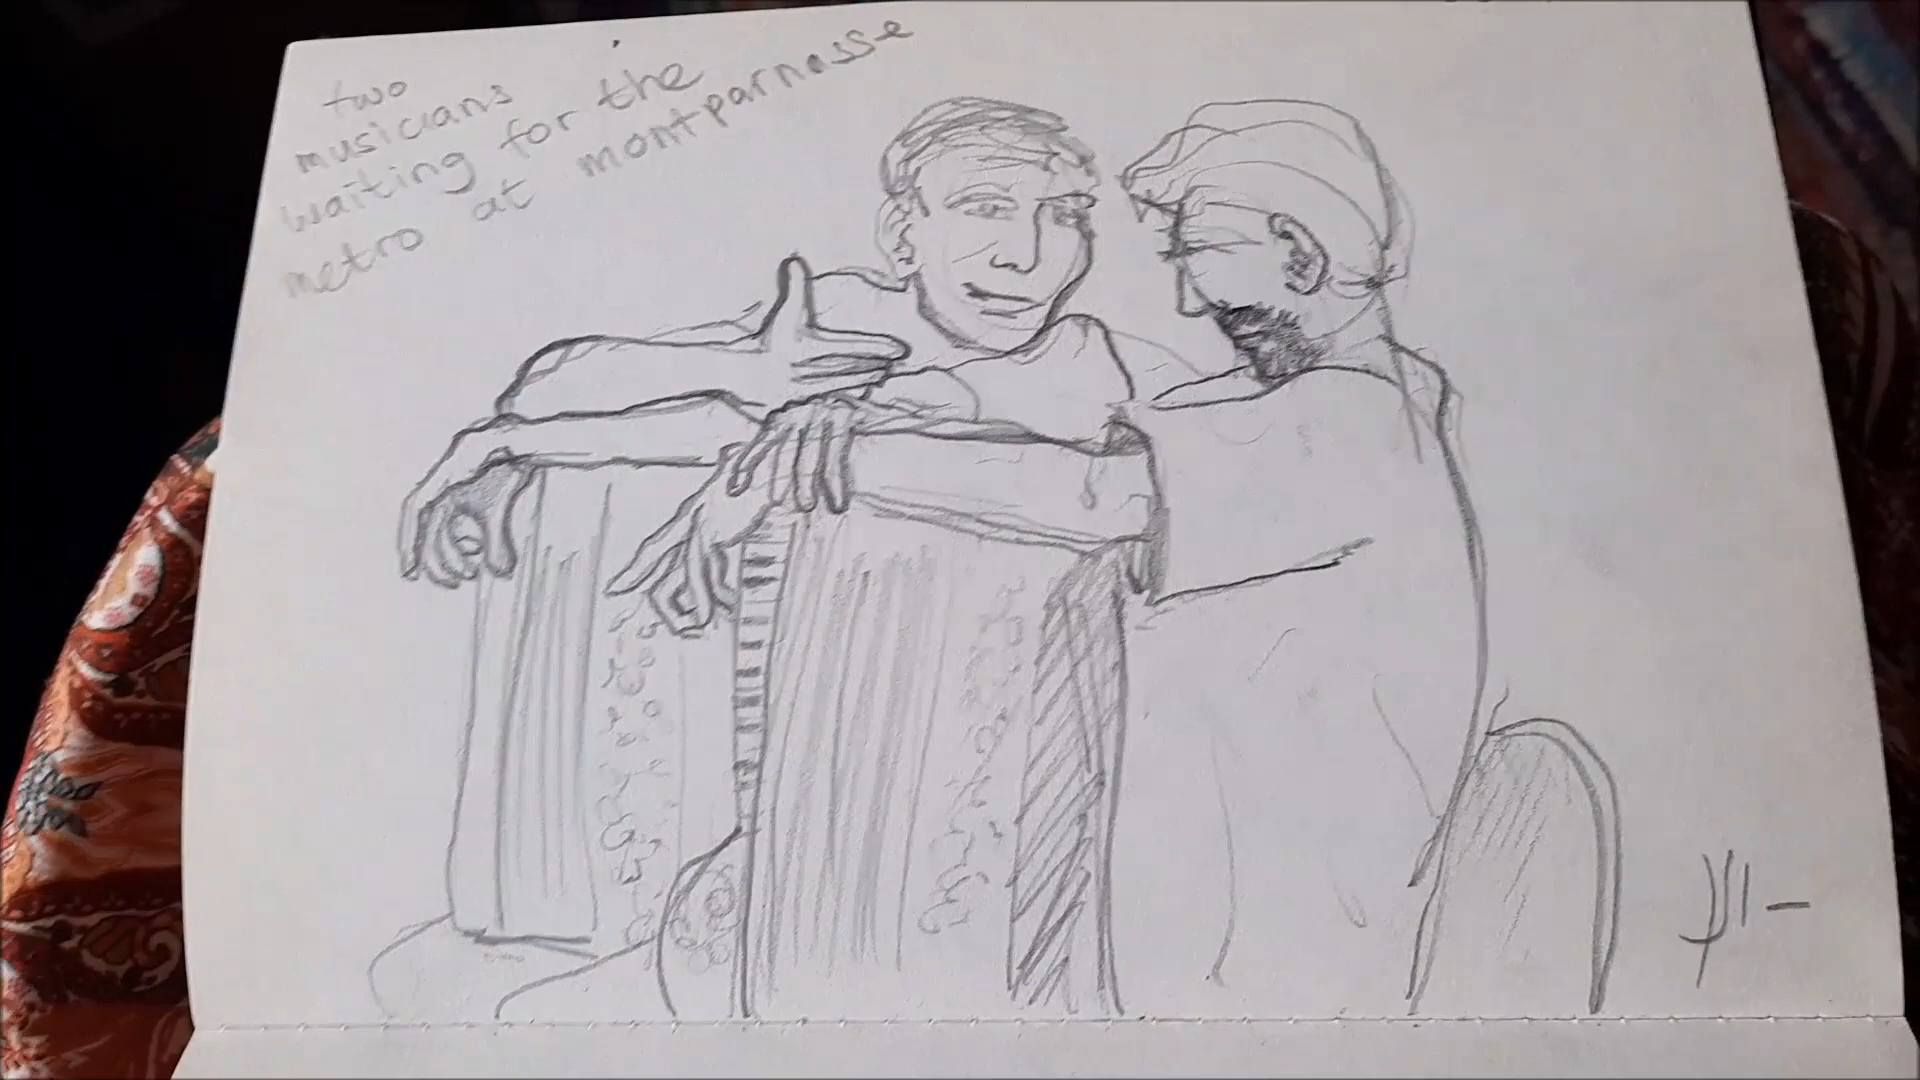 two
musicians
waiting for the
metro at montparnasse